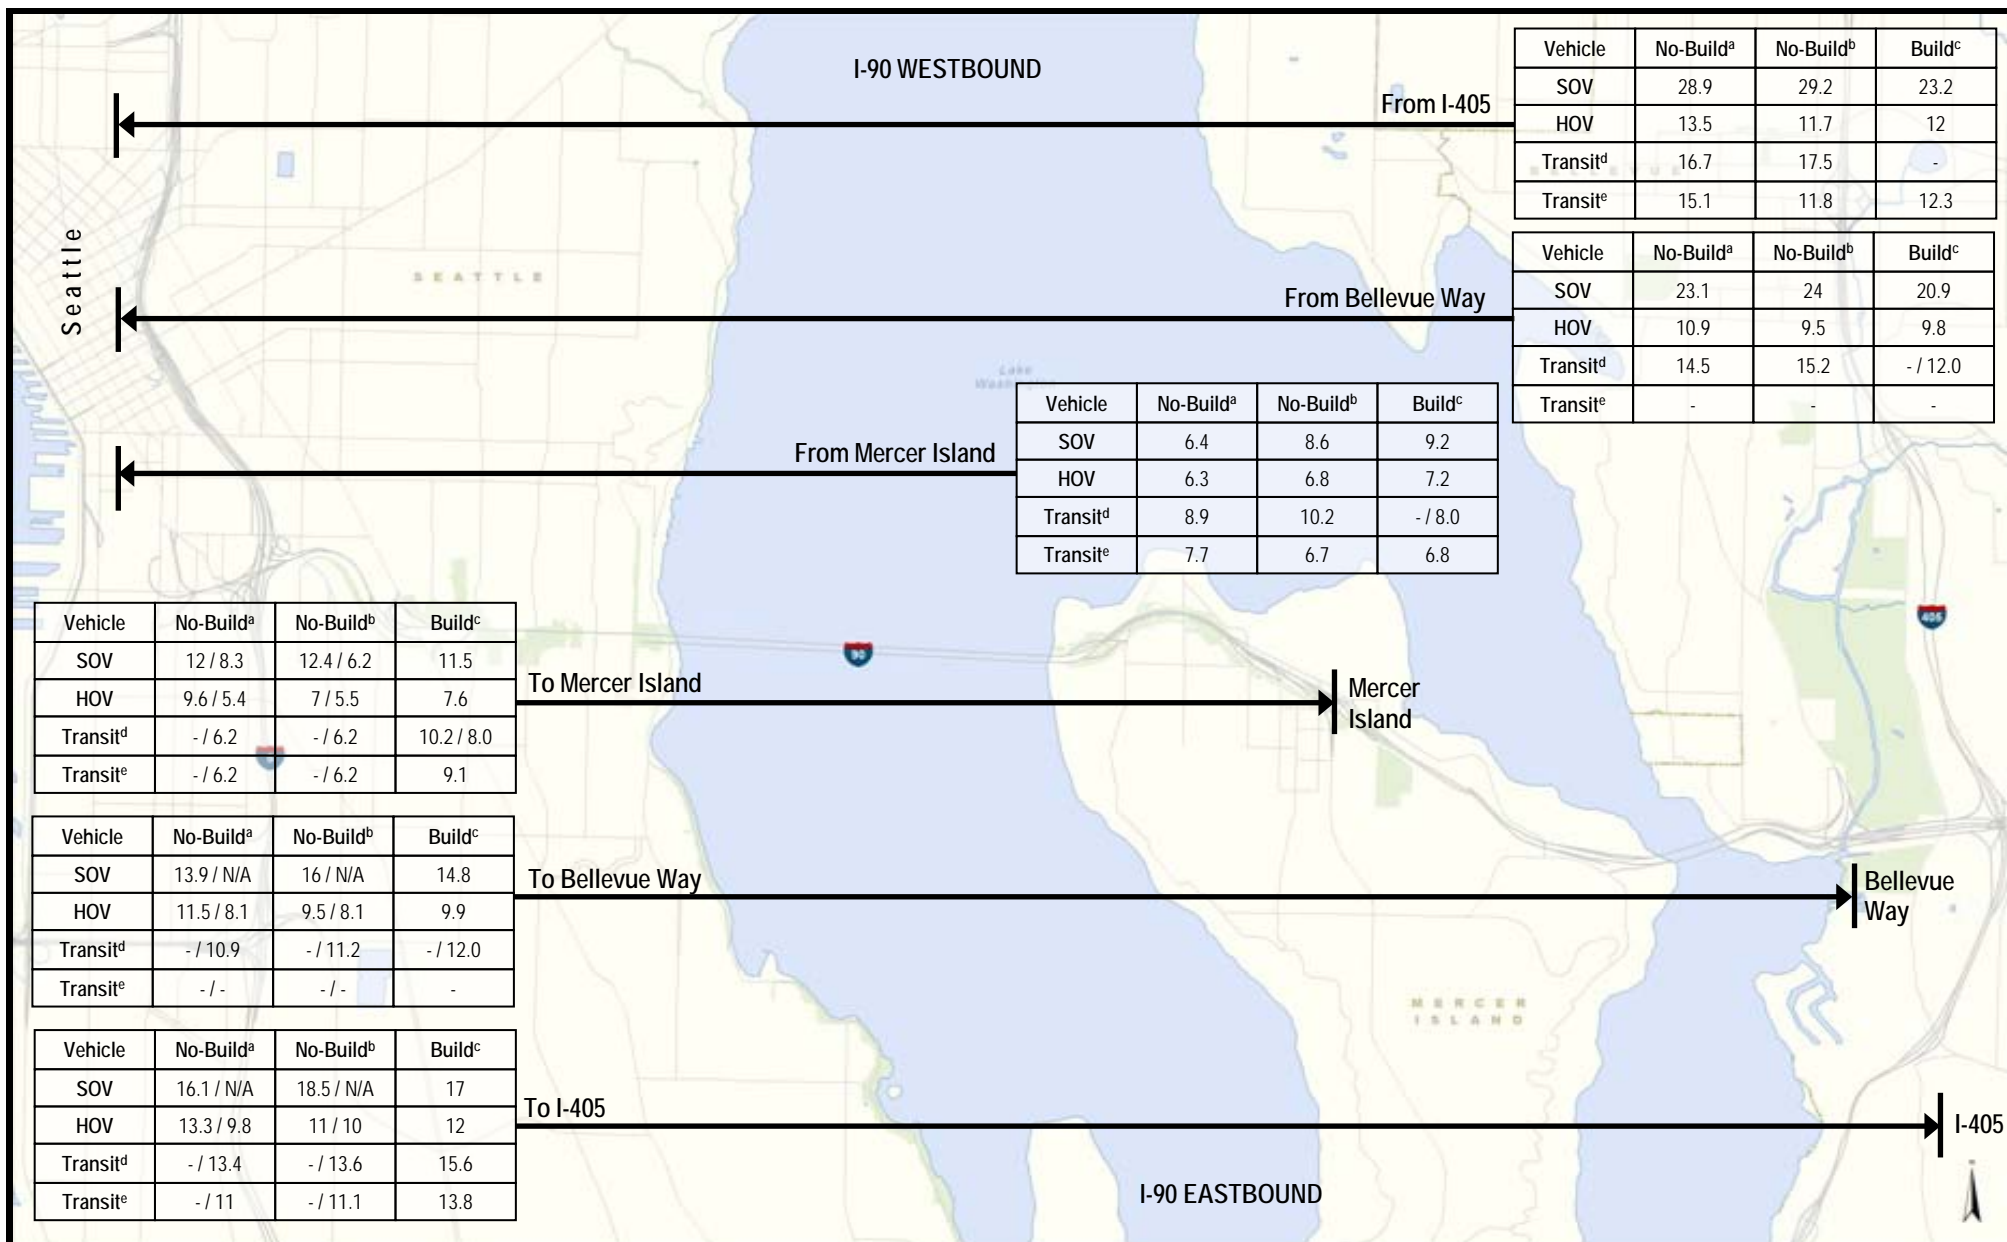 I-90 WESTBOUND
From I-405
Vehicle No-Buildᵃ No-Buildᵇ Buildᶜ
SOV 28.9 29.2 23.2
HOV 13.5 11.7 12
Transitᵈ 16.7 17.5 -
Transitᵉ 15.1 11.8 12.3
BELLEVUE
Seattle
SEATTLE
From Bellevue Way
Vehicle No-Buildᵃ No-Buildᵇ Buildᶜ
SOV 23.1 24 20.9
HOV 10.9 9.5 9.8
Transitᵈ 14.5 15.2 - / 12.0
Transitᵉ - - -
Lake
From Mercer Island
Vehicle No-Buildᵃ No-Buildᵇ Buildᶜ
SOV 6.4 8.6 9.2
HOV 6.3 6.8 7.2
Transitᵈ 8.9 10.2 - / 8.0
Transitᵉ 7.7 6.7 6.8
405
90
Vehicle No-Buildᵃ No-Buildᵇ Buildᶜ
SOV 12 / 8.3 12.4 / 6.2 11.5
HOV 9.6 / 5.4 7 / 5.5 7.6
Transitᵈ - / 6.2 - / 6.2 10.2 / 8.0
Transitᵉ - / 6.2 - / 6.2 9.1
To Mercer Island
Mercer
Island
Vehicle No-Buildᵃ No-Buildᵇ Buildᶜ
SOV 13.9 / N/A 16 / N/A 14.8
HOV 11.5 / 8.1 9.5 / 8.1 9.9
Transitᵈ - / 10.9 - / 11.2 - / 12.0
Transitᵉ - / - - / - -
To Bellevue Way
Bellevue
Way
MERCER
ISLAND
Vehicle No-Buildᵃ No-Buildᵇ Buildᶜ
SOV 16.1 / N/A 18.5 / N/A 17
HOV 13.3 / 9.8 11 / 10 12
Transitᵈ - / 13.4 - / 13.6 15.6
Transitᵉ - / 11 - / 11.1 13.8
To I-405
I-405
I-90 EASTBOUND